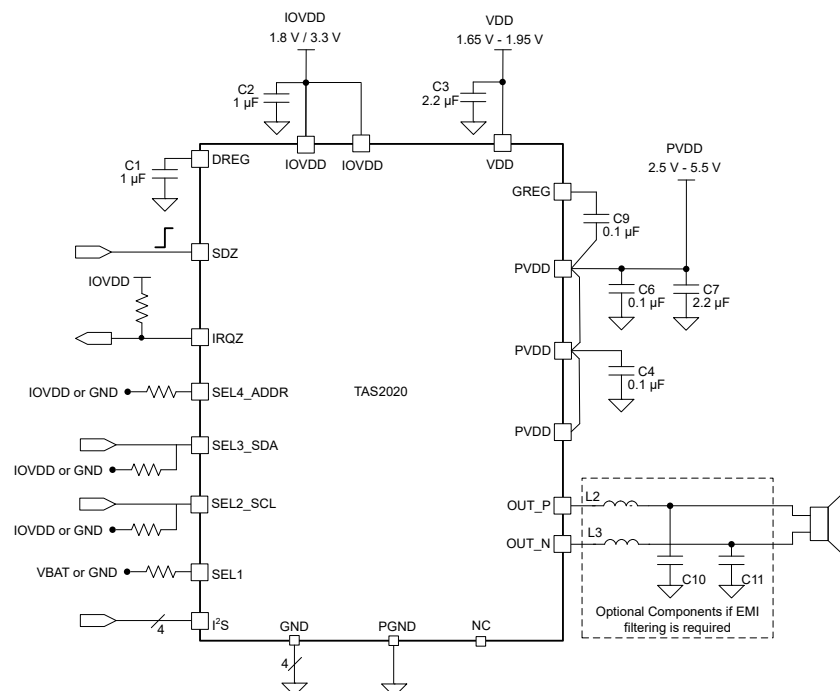 IOVDD
1.8 V / 3.3 V
VDD
1.65 V - 1.95 V
C2
1 µF
C3
2.2 µF
C1
1 µF
DREG
IOVDD
IOVDD
VDD
PVDD
2.5 V - 5.5 V
GREG
C9
0.1 µF
SDZ
PVDD
IOVDD
C6
0.1 µF
C7
2.2 µF
IRQZ
PVDD
C4
0.1 µF
IOVDD or GND
SEL4_ADDR
TAS2020
PVDD
SEL3_SDA
IOVDD or GND
SEL2_SCL
OUT_P
L2
IOVDD or GND
OUT_N
L3
VBAT or GND
SEL1
C10
C11
Optional Components if EMI
filtering is required
4
I²S
GND
PGND
NC
4